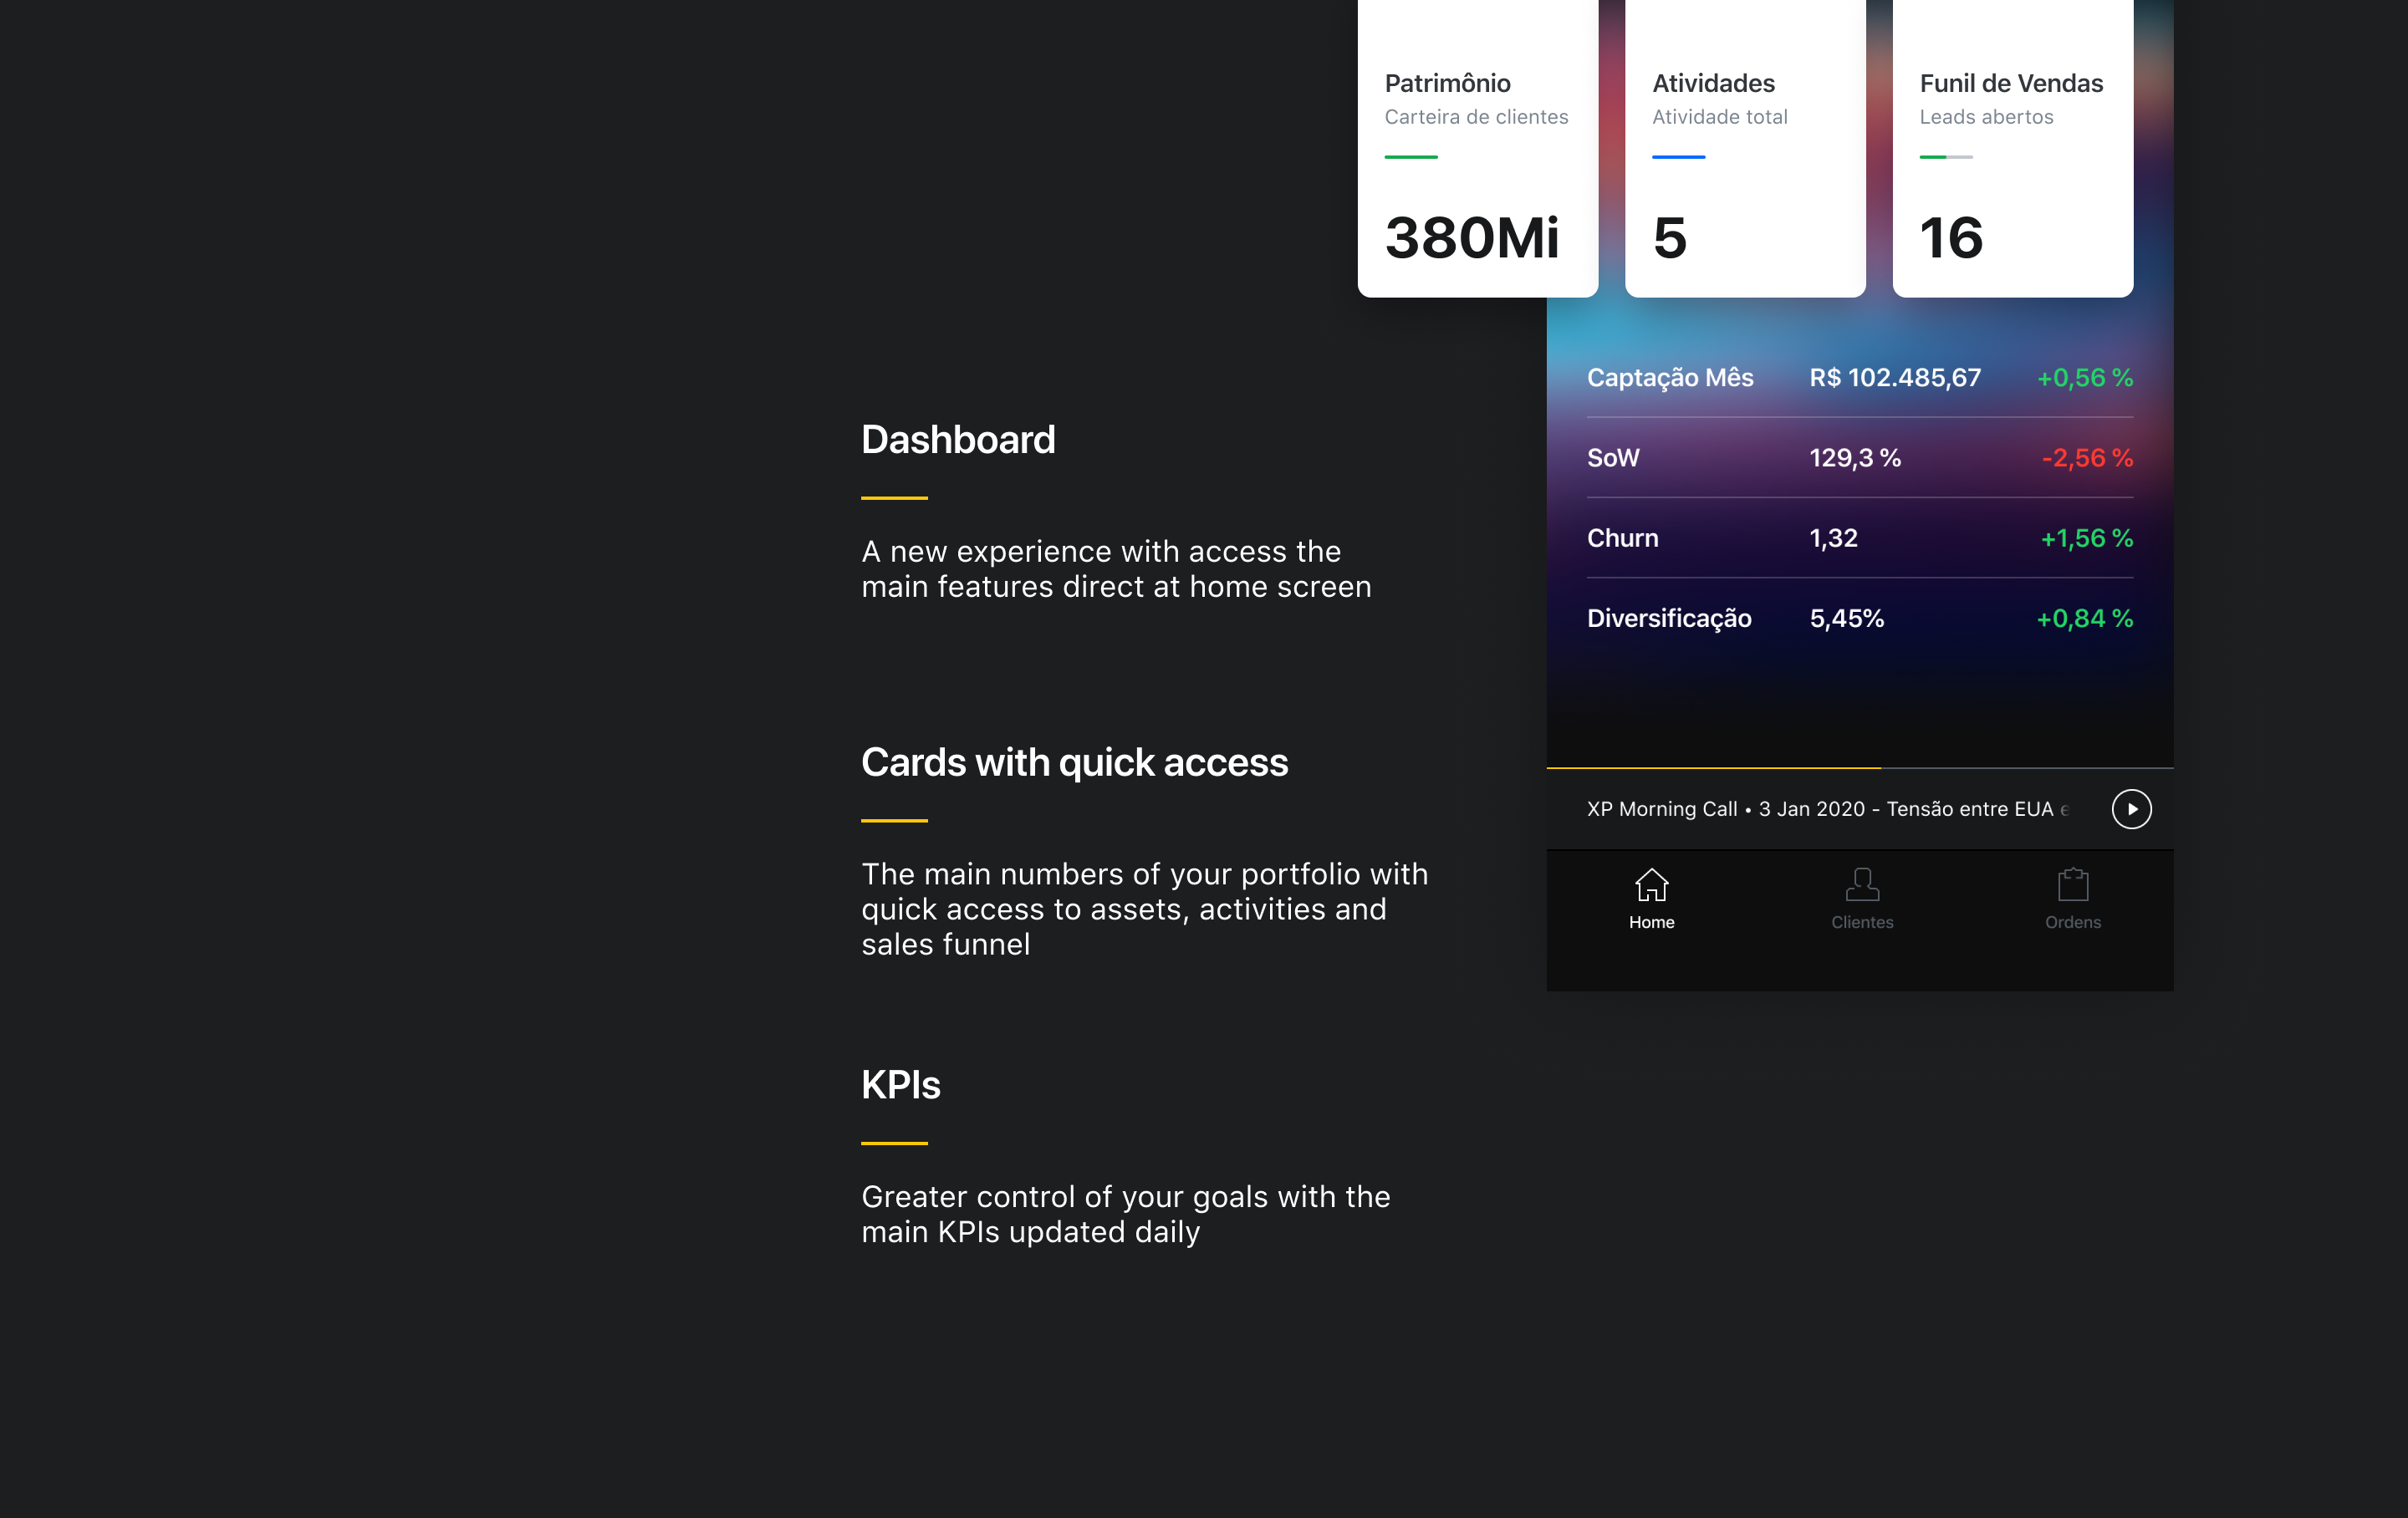 Patrimônio
Carteira de clientes
380Mi
Atividades
Atividade total
5
Funil de Vendas
Leads abertos
16
Captação Mês R$ 102.485,67 +0,56 %
SoW 129,3 % -2,56 %
Churn 1,32 +1,56 %
Diversificação 5,45% +0,84 %
XP Morning Call • 3 Jan 2020 - Tensão entre EUA e
Home Clientes Ordens
Dashboard
A new experience with access the
main features direct at home screen
Cards with quick access
The main numbers of your portfolio with
quick access to assets, activities and
sales funnel
KPIs
Greater control of your goals with the
main KPIs updated daily